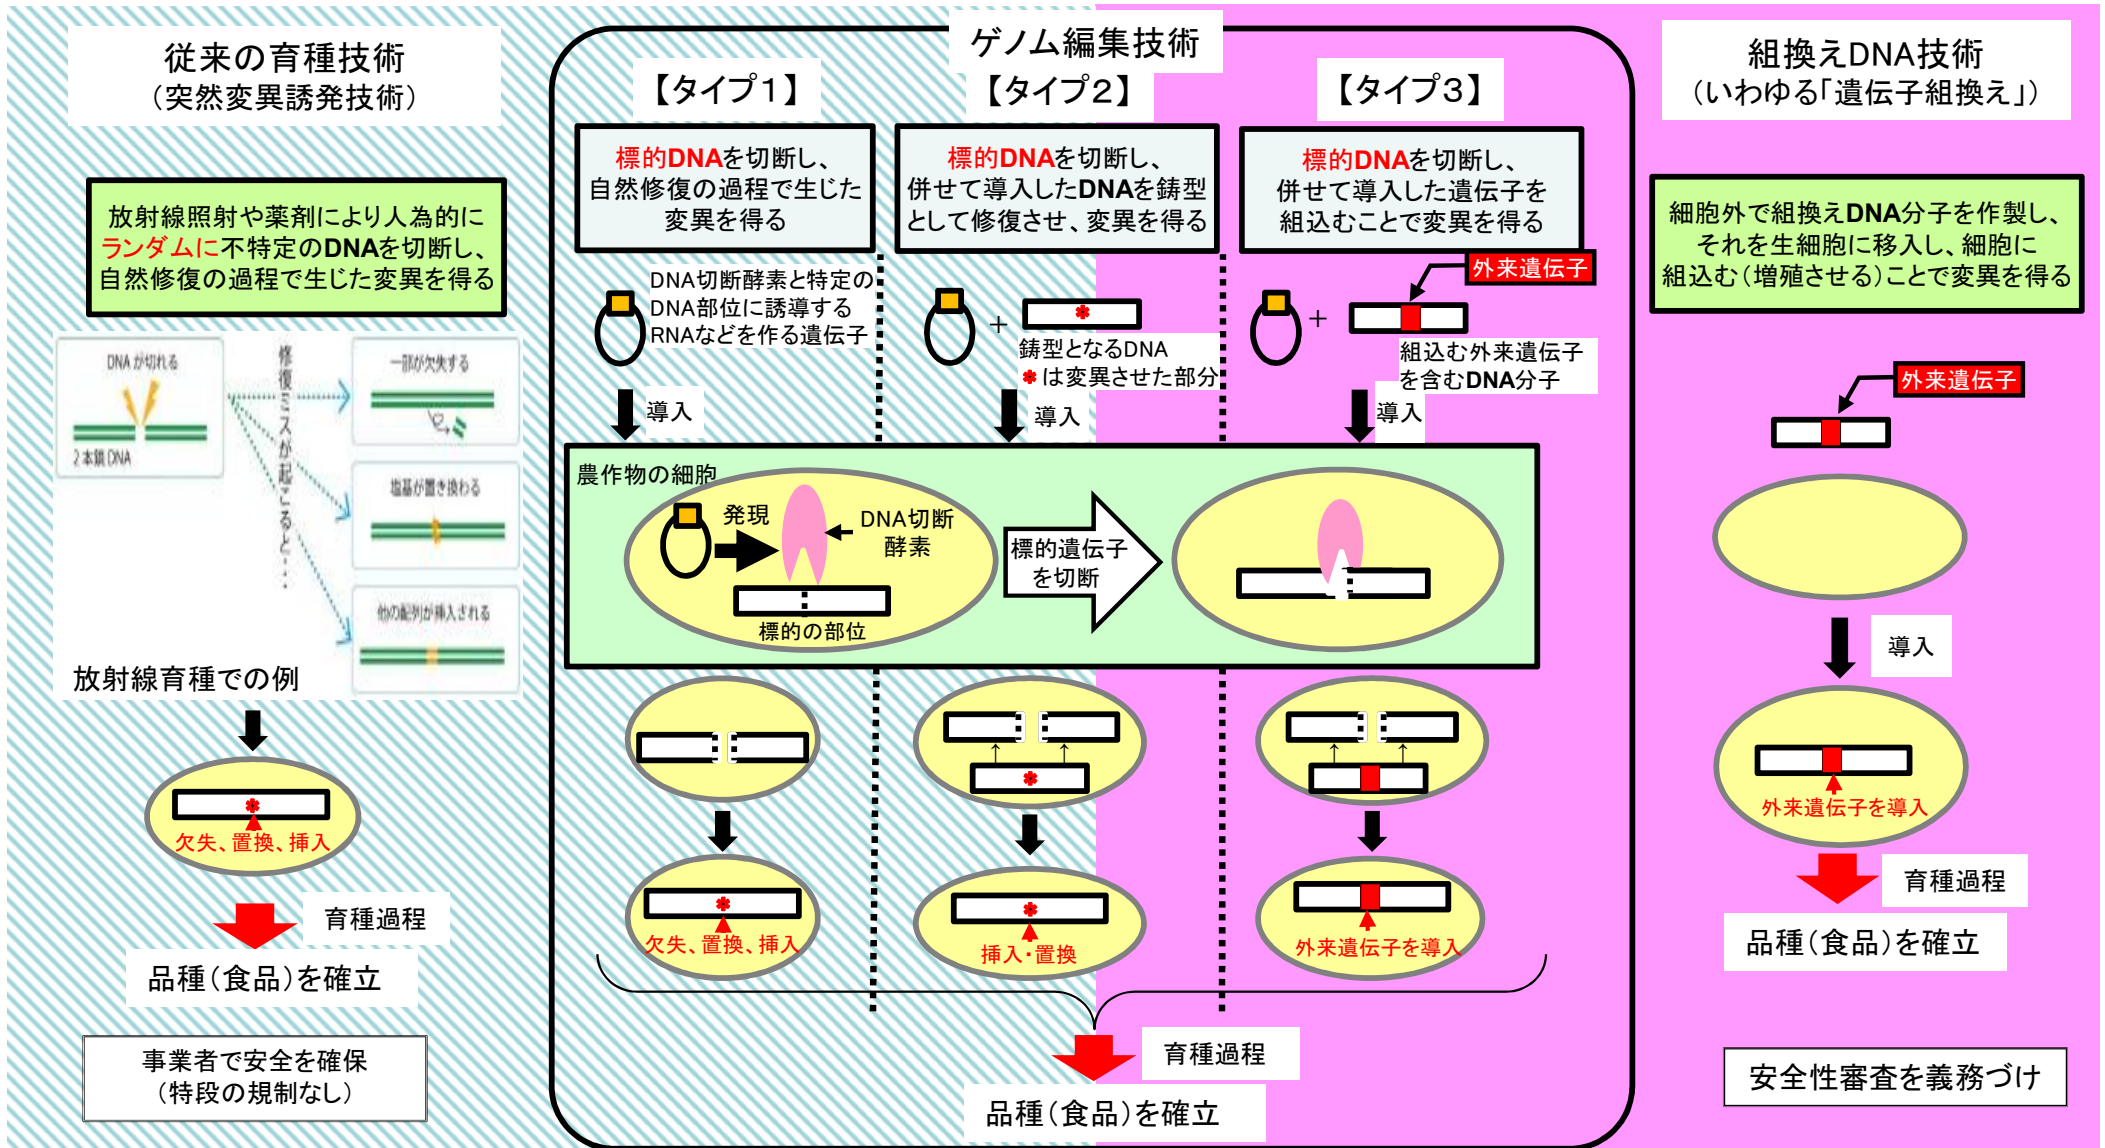 従来の育種技術
（突然変異誘発技術）
放射線照射や薬剤により人為的に
ランダムに不特定のDNAを切断し、
自然修復の過程で生じた変異を得る
DNAが切れる
2本鎖DNA
修復ミスが起こると・・・
一部が欠失する
塩基が置き換わる
他の配列が挿入される
放射線育種での例
欠失、置換、挿入
育種過程
品種（食品）を確立
事業者で安全を確保
（特段の規制なし）
ゲノム編集技術
【タイプ１】
標的DNAを切断し、
自然修復の過程で生じた
変異を得る
DNA切断酵素と特定の
DNA部位に誘導する
RNAなどを作る遺伝子
導入
【タイプ２】
標的DNAを切断し、
併せて導入したDNAを鋳型
として修復させ、変異を得る
＋
鋳型となるDNA
＊は変異させた部分
導入
【タイプ３】
標的DNAを切断し、
併せて導入した遺伝子を
組込むことで変異を得る
外来遺伝子
＋
組込む外来遺伝子
を含むDNA分子
導入
農作物の細胞
発現
DNA切断
酵素
標的の部位
標的遺伝子
を切断
欠失、置換、挿入
挿入・置換
外来遺伝子を導入
育種過程
品種（食品）を確立
組換えDNA技術
（いわゆる「遺伝子組換え」）
細胞外で組換えDNA分子を作製し、
それを生細胞に移入し、細胞に
組込む（増殖させる）ことで変異を得る
外来遺伝子
導入
外来遺伝子を導入
育種過程
品種（食品）を確立
安全性審査を義務づけ